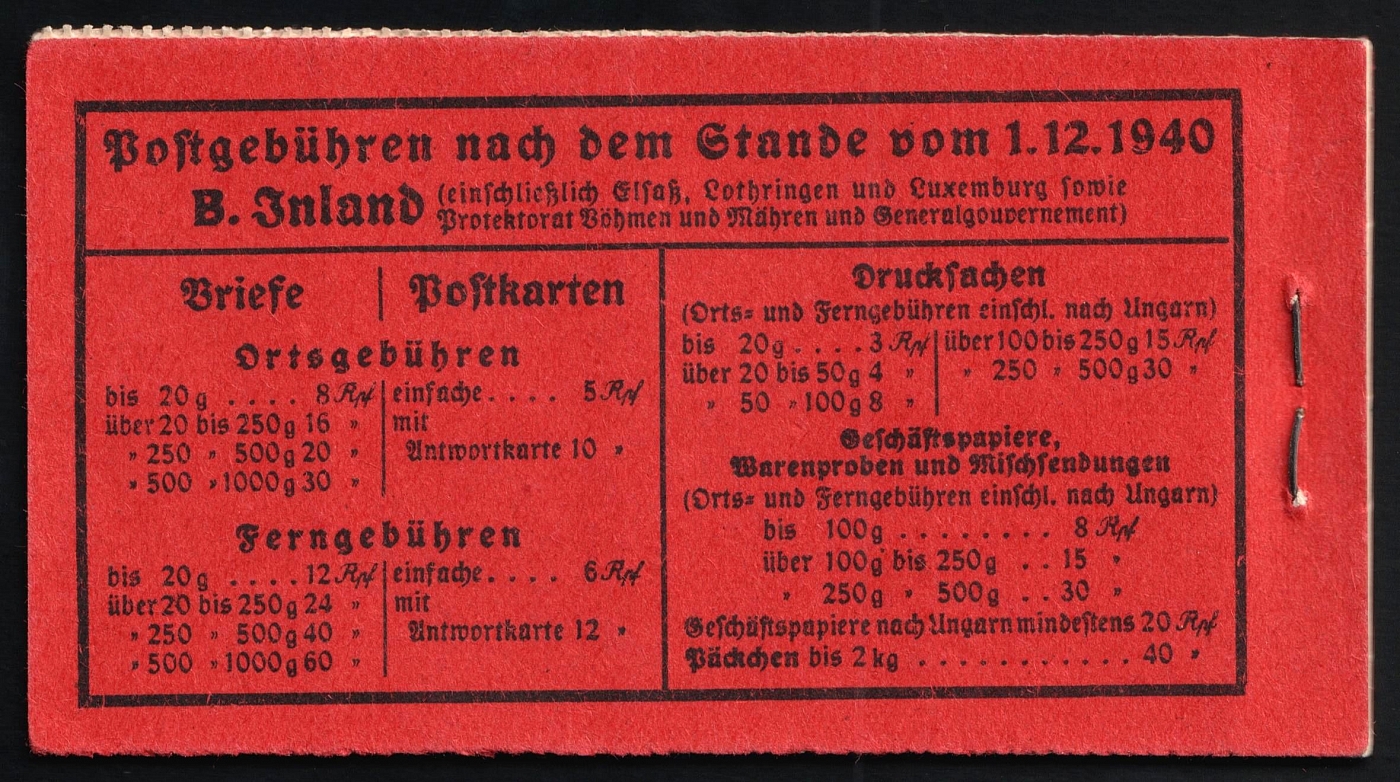 Postgebühren nach dem Stande vom 1.12.1940
B. Inland (einschließlich Elsaß, Lothringen und Luxemburg sowie
Protektorat Böhmen und Mähren und Generalgouvernement)
Briefe | Postkarten
Ortsgebühren
bis 20g .... 8 Rpf | einfache .... 5 Rpf
über 20 bis 250g 16 " | mit
" 250 " 500g 20 " | Antwortkarte 10 "
" 500 " 1000g 30 "
Ferngebühren
bis 20g .... 12 Rpf | einfache .... 6 Rpf
über 20 bis 250g 24 " | mit
" 250 " 500g 40 " | Antwortkarte 12 "
" 500 " 1000g 60 "
Drucksachen
(Orts= und Ferngebühren einschl. nach Ungarn)
bis 20g .... 3 Rpf | über 100 bis 250g 15 Rpf
über 20 bis 50g 4 " | " 250 " 500g 30 "
" 50 " 100g 8 "
Geschäftspapiere,
Warenproben und Mischsendungen
(Orts= und Ferngebühren einschl. nach Ungarn)
bis 100g ........ 8 Rpf
über 100g bis 250g .. 15 "
" 250g " 500g .. 30 "
Geschäftspapiere nach Ungarn mindestens 20 Rpf
Päckchen bis 2 kg ............ 40 "